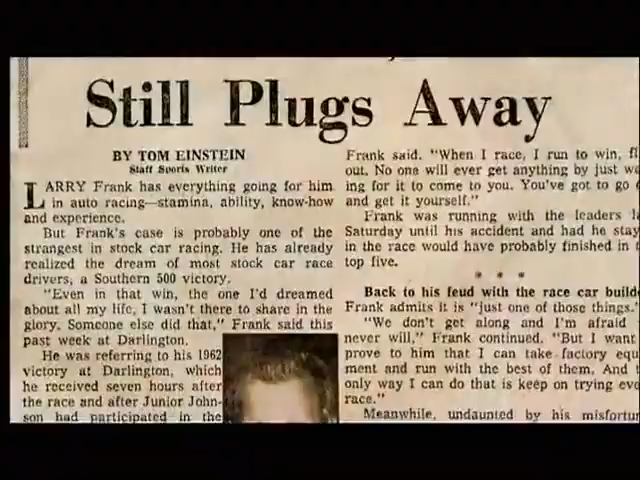 Still Plugs Away
BY TOM EINSTEIN
Staff Sports Writer
LARRY Frank has everything going for him
in auto racing—stamina, ability, know-how
and experience.
But Frank's case is probably one of the
strangest in stock car racing. He has already
realized the dream of most stock car race
drivers, a Southern 500 victory.
"Even in that win, the one I'd dreamed
about all my life, I wasn't there to share in the
glory. Someone else did that," Frank said this
past week at Darlington.
He was referring to his 1962
victory at Darlington, which
he received seven hours after
the race and after Junior John-
son had participated in the
Frank said. "When I race, I run to win, fl
out. No one will ever get anything by just wa
ing for it to come to you. You've got to go
and get it yourself."
Frank was running with the leaders l
Saturday until his accident and had he stay
in the race would have probably finished in t
top five.
* * *
Back to his feud with the race car build
Frank admits it is "just one of those things."
"We don't get along and I'm afraid
never will," Frank continued. "But I want
prove to him that I can take factory equ
ment and run with the best of them. And t
only way I can do that is keep on trying eve
race."
Meanwhile, undaunted by his misfortun